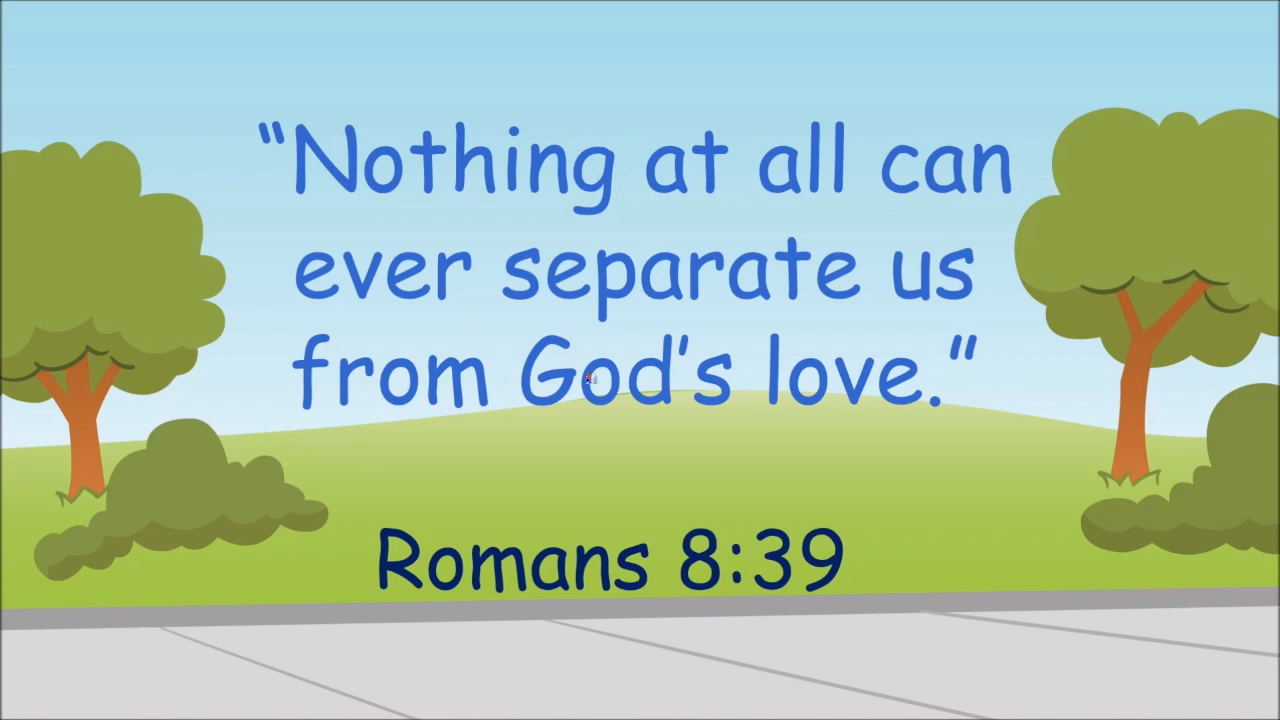 “Nothing at all can
ever separate us
from God’s love.”
Romans 8:39